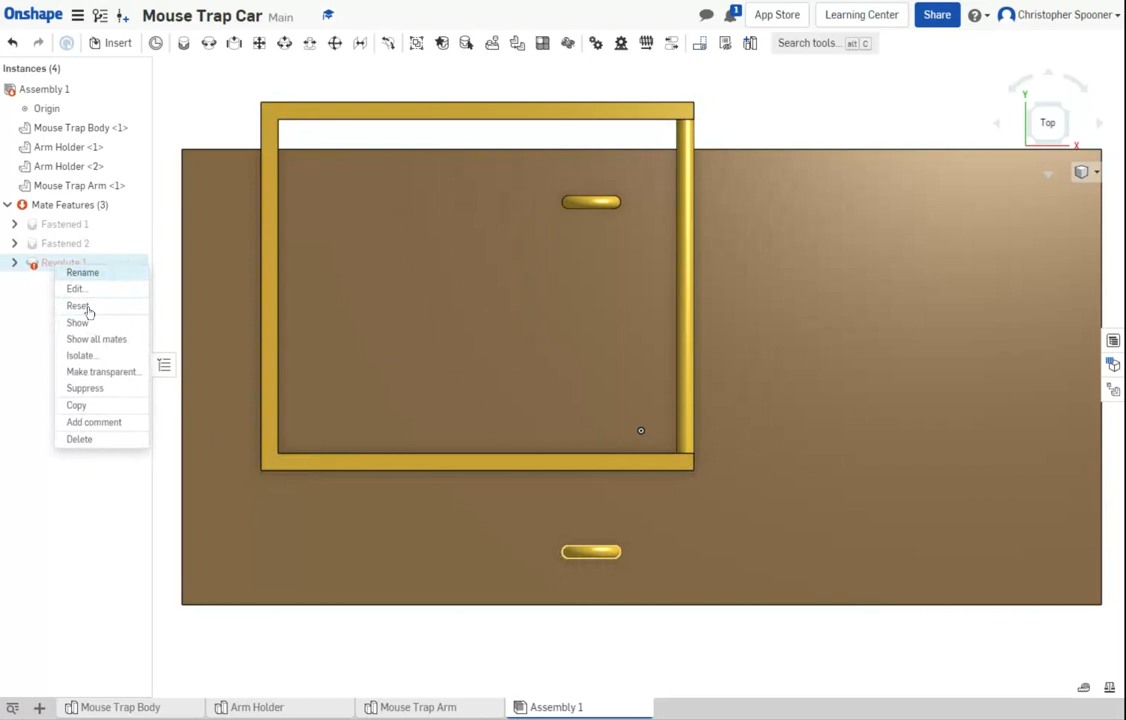 Onshape Mouse Trap Car Main 1 App Store Learning Center Share Christopher Spooner
Insert Search tools... alt C
Instances (4)
Assembly 1
Origin
Mouse Trap Body <1>
Arm Holder <1>
Arm Holder <2>
Mouse Trap Arm <1>
Mate Features (3)
Fastened 1
Fastened 2
Revolute 1
Rename
Edit...
Reset
Show
Show all mates
Isolate...
Make transparent...
Suppress
Copy
Add comment
Delete
Y
Top
X
Mouse Trap Body Arm Holder Mouse Trap Arm Assembly 1